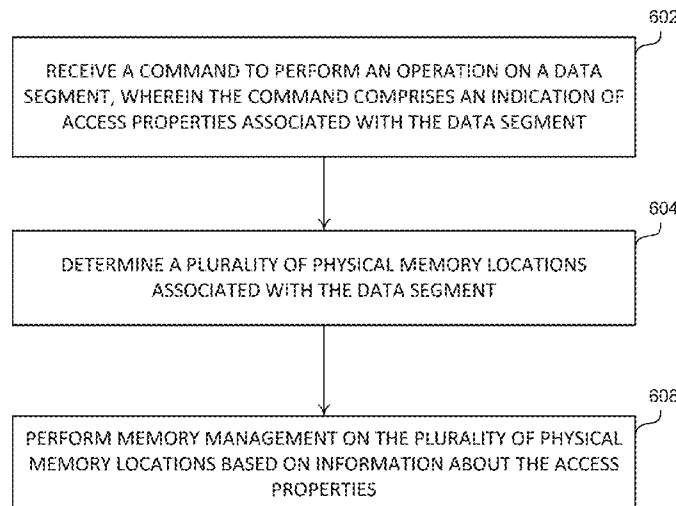 602
RECEIVE A COMMAND TO PERFORM AN OPERATION ON A DATA
SEGMENT, WHEREIN THE COMMAND COMPRISES AN INDICATION OF
ACCESS PROPERTIES ASSOCIATED WITH THE DATA SEGMENT
604
DETERMINE A PLURALITY OF PHYSICAL MEMORY LOCATIONS
ASSOCIATED WITH THE DATA SEGMENT
608
PERFORM MEMORY MANAGEMENT ON THE PLURALITY OF PHYSICAL
MEMORY LOCATIONS BASED ON INFORMATION ABOUT THE ACCESS
PROPERTIES